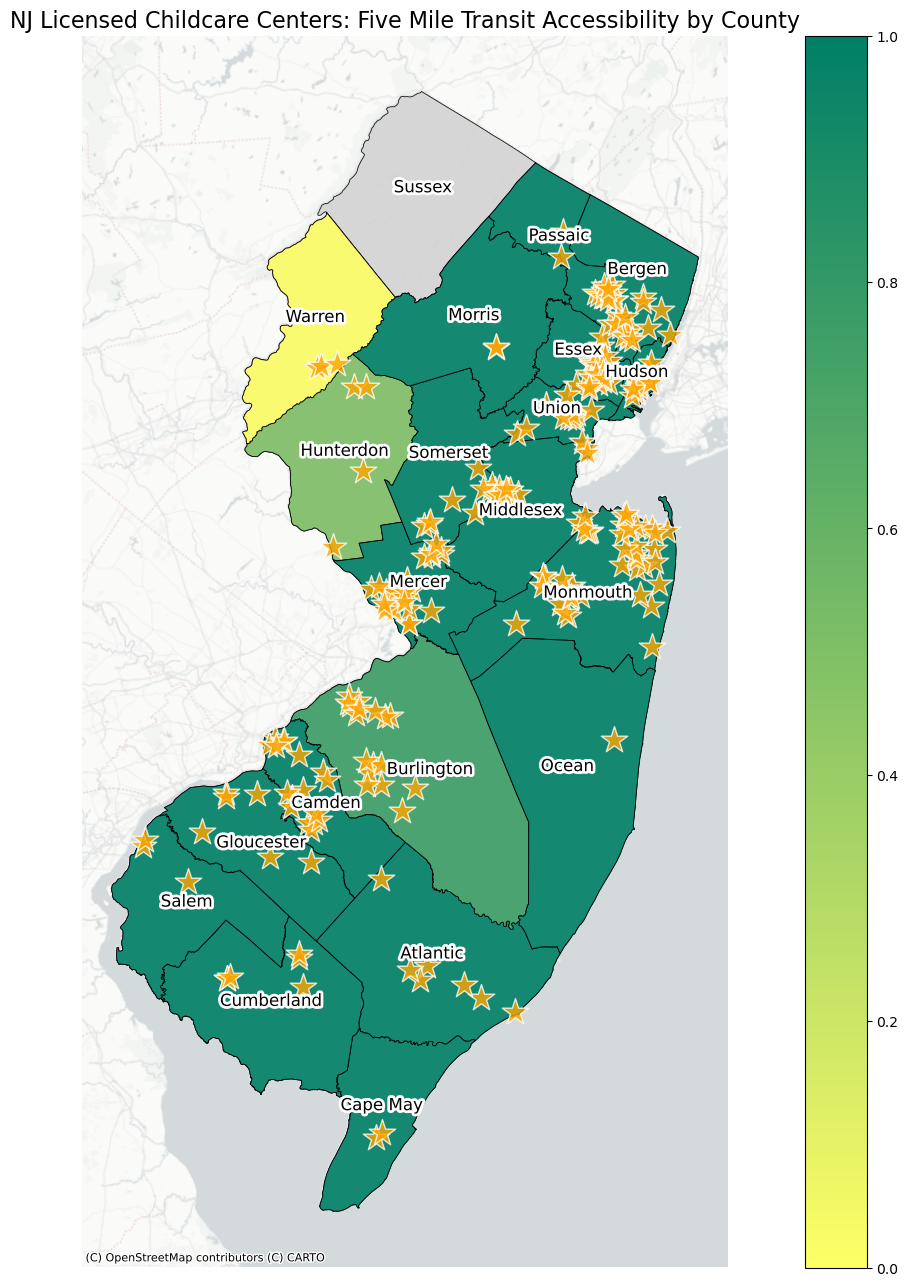 NJ Licensed Childcare Centers: Five Mile Transit Accessibility by County
1.0
Sussex
Passaic
Bergen
0.8
Warren
Morris
Essex
Hudson
Union
Hunterdon
Somerset
Middlesex
0.6
Mercer
Monmouth
Ocean
Burlington
0.4
Camden
Gloucester
Salem
Atlantic
Cumberland
0.2
Cape May
(C) OpenStreetMap contributors (C) CARTO
0.0